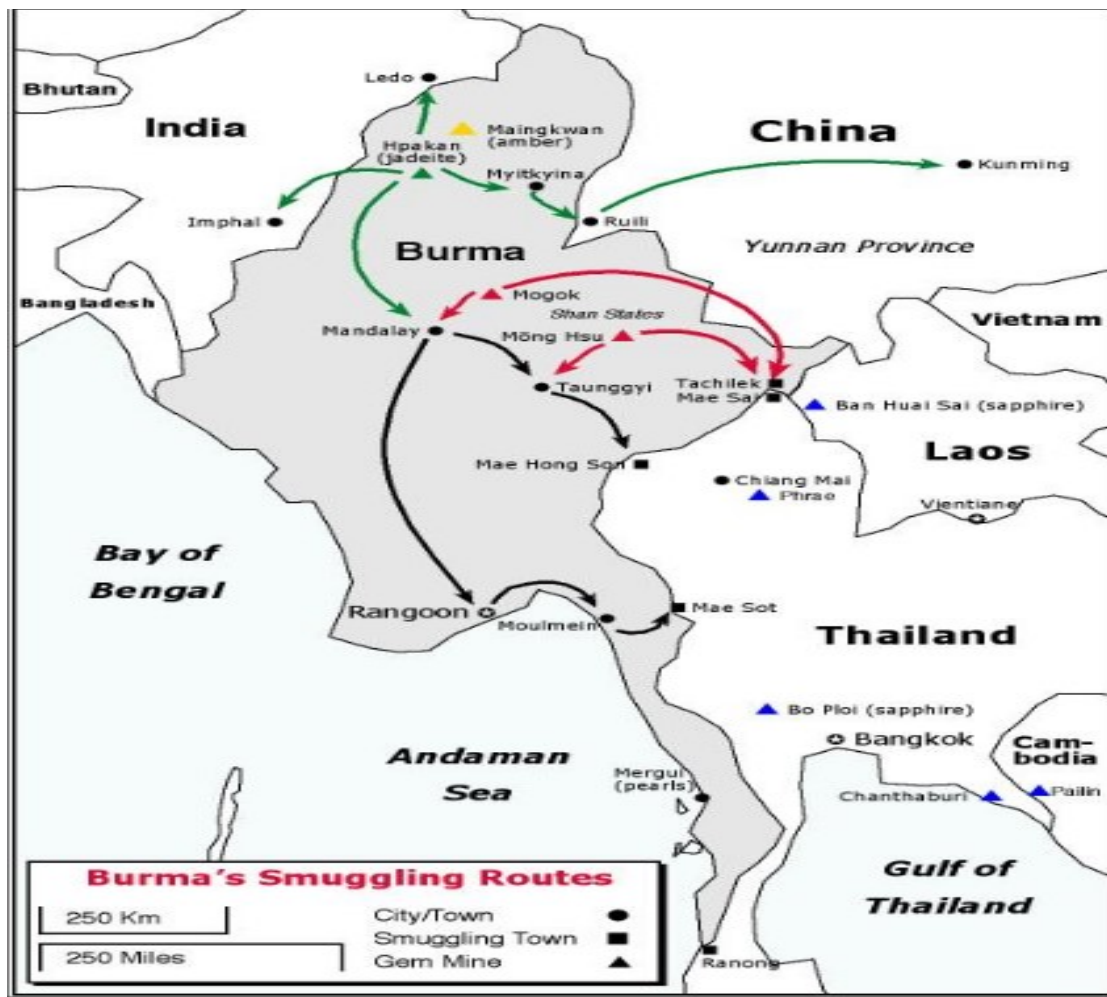 Ledo
Bhutan
India
Maingkwan
(amber)
China
Hpakan
(jadeite)
Kunming
Myitkyina
Imphal
Ruili
Burma
Yunnan Province
Bangladesh
Mogok
Shan States
Vietnam
Mandalay
Möng Hsu
Taunggyi
Tachilek
Mae Sai
Ban Huai Sai (sapphire)
Laos
Mae Hong Son
Chiang Mai
Phrae
Vientiane
Bay of
Bengal
Rangoon
Moulmein
Mae Sot
Thailand
Bo Ploi (sapphire)
Bangkok
Cam-
bodia
Andaman
Sea
Mergui
(pearls)
Chanthaburi
Pailin
Gulf of
Thailand
Burma's Smuggling Routes
250 Km
250 Miles
City/Town
Smuggling Town
Gem Mine
Ranong